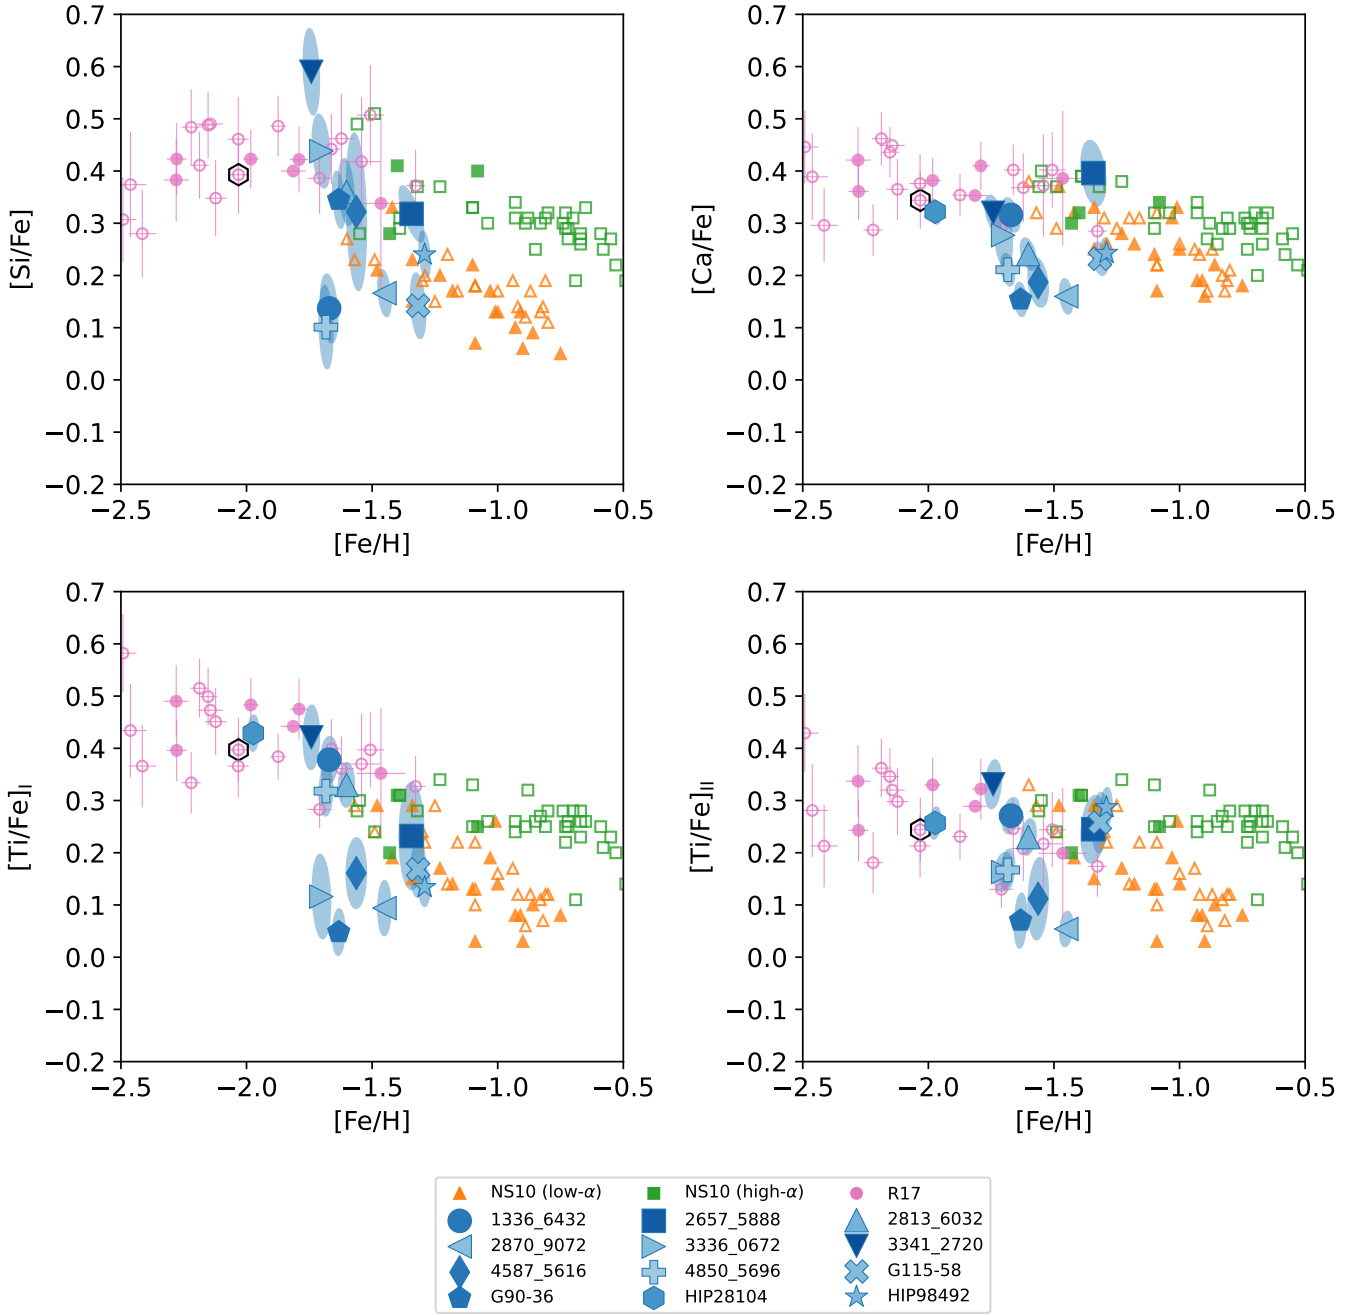 0.7
0.6
0.5
0.4
0.3
0.2
0.1
0.0
−0.1
−0.2
[Si/Fe]
−2.5 −2.0 −1.5 −1.0 −0.5
[Fe/H]
0.7
0.6
0.5
0.4
0.3
0.2
0.1
0.0
−0.1
−0.2
[Ca/Fe]
−2.5 −2.0 −1.5 −1.0 −0.5
[Fe/H]
0.7
0.6
0.5
0.4
0.3
0.2
0.1
0.0
−0.1
−0.2
[Ti/Fe]I
−2.5 −2.0 −1.5 −1.0 −0.5
[Fe/H]
0.7
0.6
0.5
0.4
0.3
0.2
0.1
0.0
−0.1
−0.2
[Ti/Fe]II
−2.5 −2.0 −1.5 −1.0 −0.5
[Fe/H]
NS10 (low-α) NS10 (high-α) R17
1336_6432 2657_5888 2813_6032
2870_9072 3336_0672 3341_2720
4587_5616 4850_5696 G115-58
G90-36 HIP28104 HIP98492